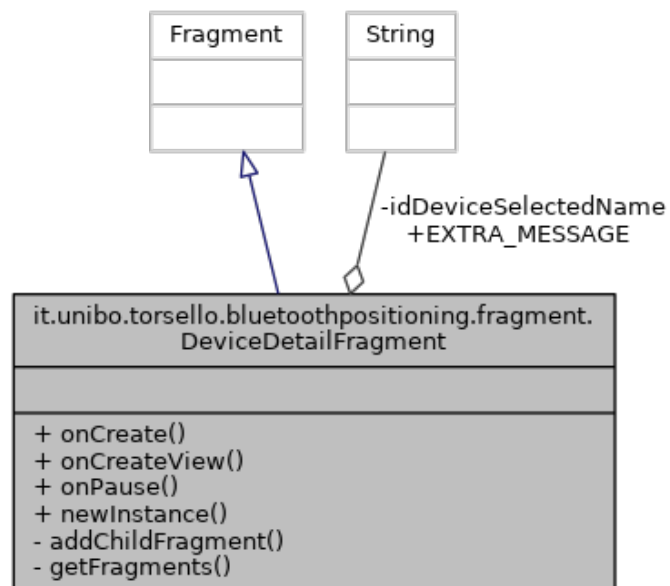 Fragment
String
-idDeviceSelectedName
+EXTRA_MESSAGE
it.unibo.torsello.bluetoothpositioning.fragment.
DeviceDetailFragment
+ onCreate()
+ onCreateView()
+ onPause()
+ newInstance()
- addChildFragment()
- getFragments()